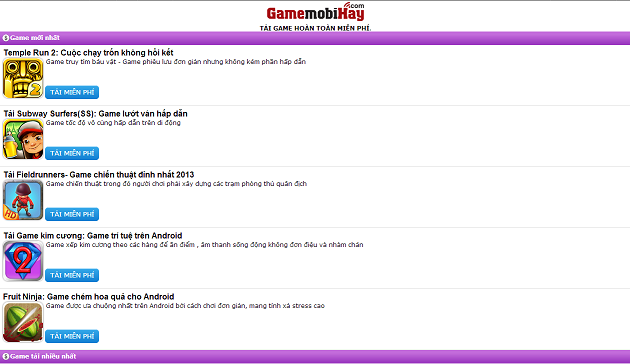 GamemobiHay.com
TẢI GAME HOÀN TOÀN MIỄN PHÍ.
Game mới nhất
Temple Run 2: Cuộc chạy trốn không hồi kết
Game truy tìm báu vật - Game phiêu lưu đơn giản nhưng không kém phần hấp dẫn
2
TẢI MIỄN PHÍ
Tải Subway Surfers(SS): Game lướt ván hấp dẫn
Game tốc độ vô cùng hấp dẫn trên di động
TẢI MIỄN PHÍ
Tải Fieldrunners- Game chiến thuật đỉnh nhất 2013
Game chiến thuật trong đó người chơi phải xây dựng các trạm phòng thủ quân địch
HD
TẢI MIỄN PHÍ
Tải Game kim cương: Game trí tuệ trên Android
Game xếp kim cương theo các hàng để ăn điểm , âm thanh sống động không đơn điệu và nhàm chán
2
TẢI MIỄN PHÍ
Fruit Ninja: Game chém hoa quả cho Android
Game được ưa chuộng nhất trên Android bởi cách chơi đơn giản, mang tính xả stress cao
TẢI MIỄN PHÍ
Game tải nhiều nhất